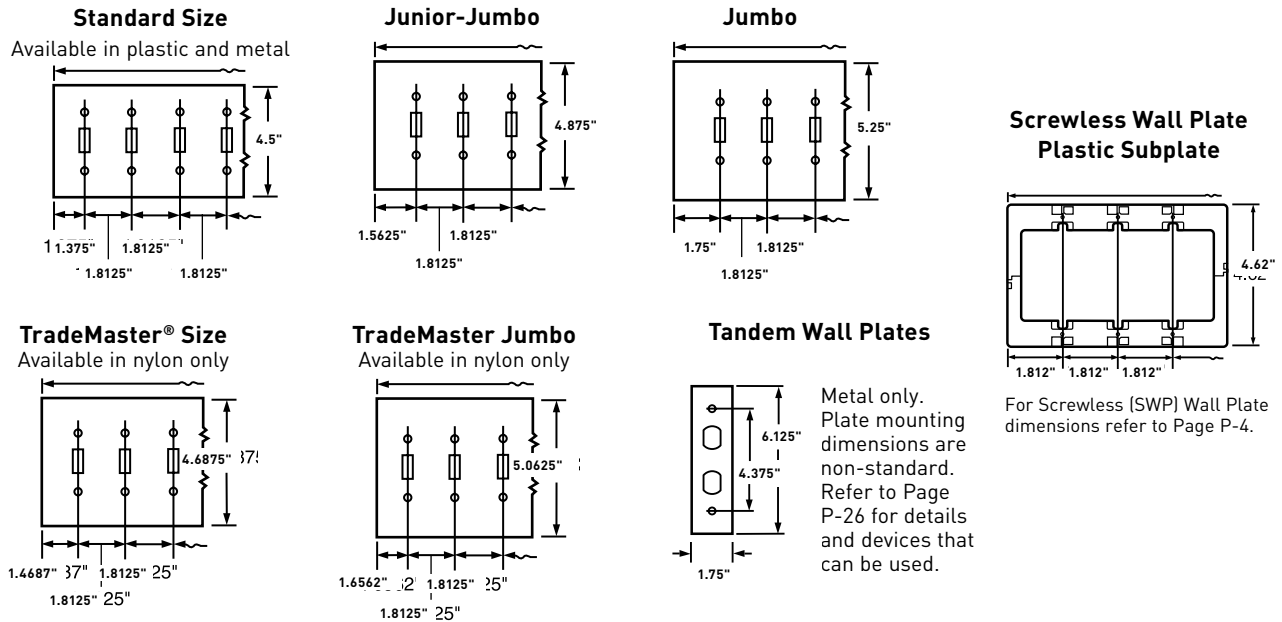 Standard Size
Available in plastic and metal
4.5"
1.375"
1.8125"
1.8125"
1.8125"
Junior-Jumbo
4.875"
1.5625"
1.8125"
1.8125"
Jumbo
5.25"
1.75"
1.8125"
1.8125"
Screwless Wall Plate
Plastic Subplate
4.62"
1.812"
1.812"
1.812"
For Screwless (SWP) Wall Plate
dimensions refer to Page P-4.
TradeMaster® Size
Available in nylon only
4.6875"
1.4687"
1.8125"
1.8125"
TradeMaster Jumbo
Available in nylon only
5.0625"
1.6562"
1.8125"
1.8125"
Tandem Wall Plates
6.125"
4.375"
1.75"
Metal only.
Plate mounting
dimensions are
non-standard.
Refer to Page
P-26 for details
and devices that
can be used.